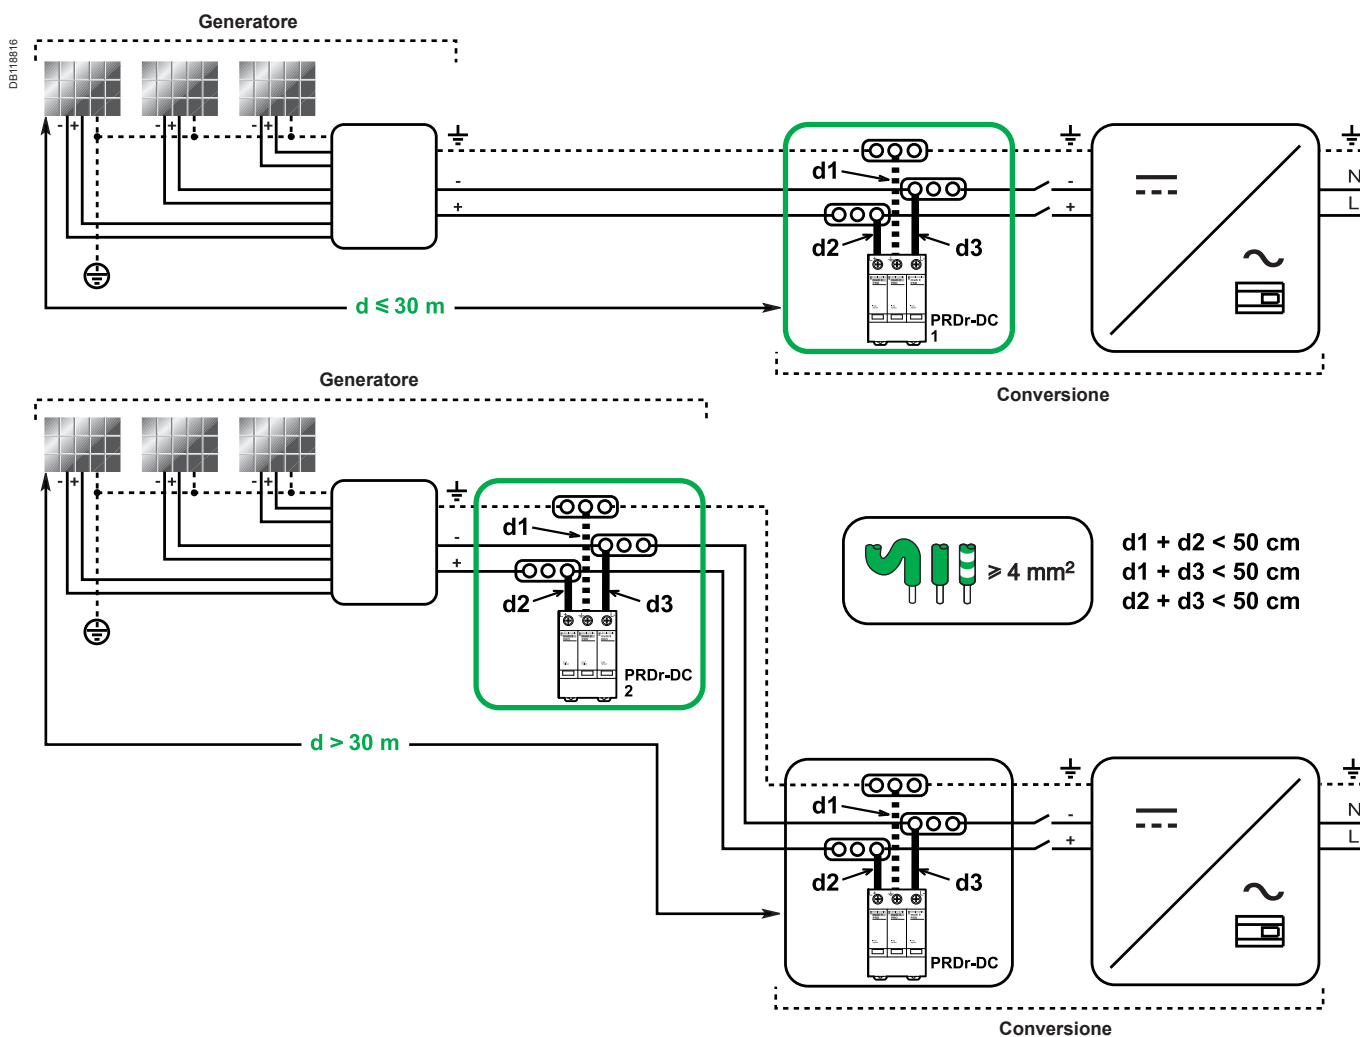 DB118816
Generatore
- + - + - +
-
+
d1
d2
d3
PRDr-DC
1
-
+
N
L
d ≤ 30 m
Conversione
Generatore
- + - + - +
-
+
d1
d2
d3
PRDr-DC
2
⩾ 4 mm²
d1 + d2 < 50 cm
d1 + d3 < 50 cm
d2 + d3 < 50 cm
d > 30 m
d1
d2
d3
PRDr-DC
-
+
N
L
Conversione